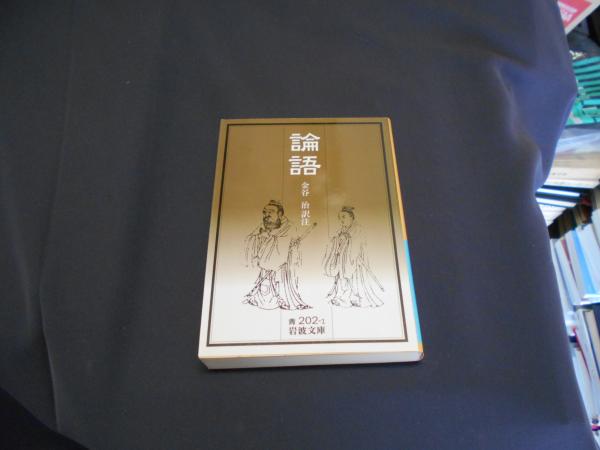 論語
金谷 治訳注
青 202-1
岩波文庫